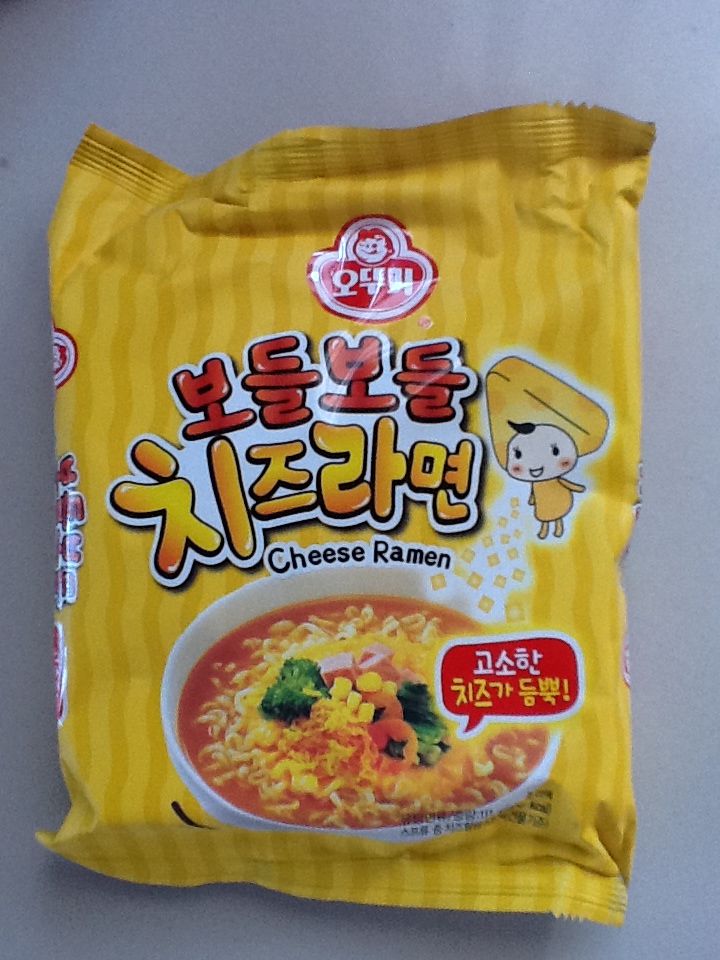 오뚜기
보들보들
치즈라면
Cheese Ramen
고소한
치즈가 듬뿍!